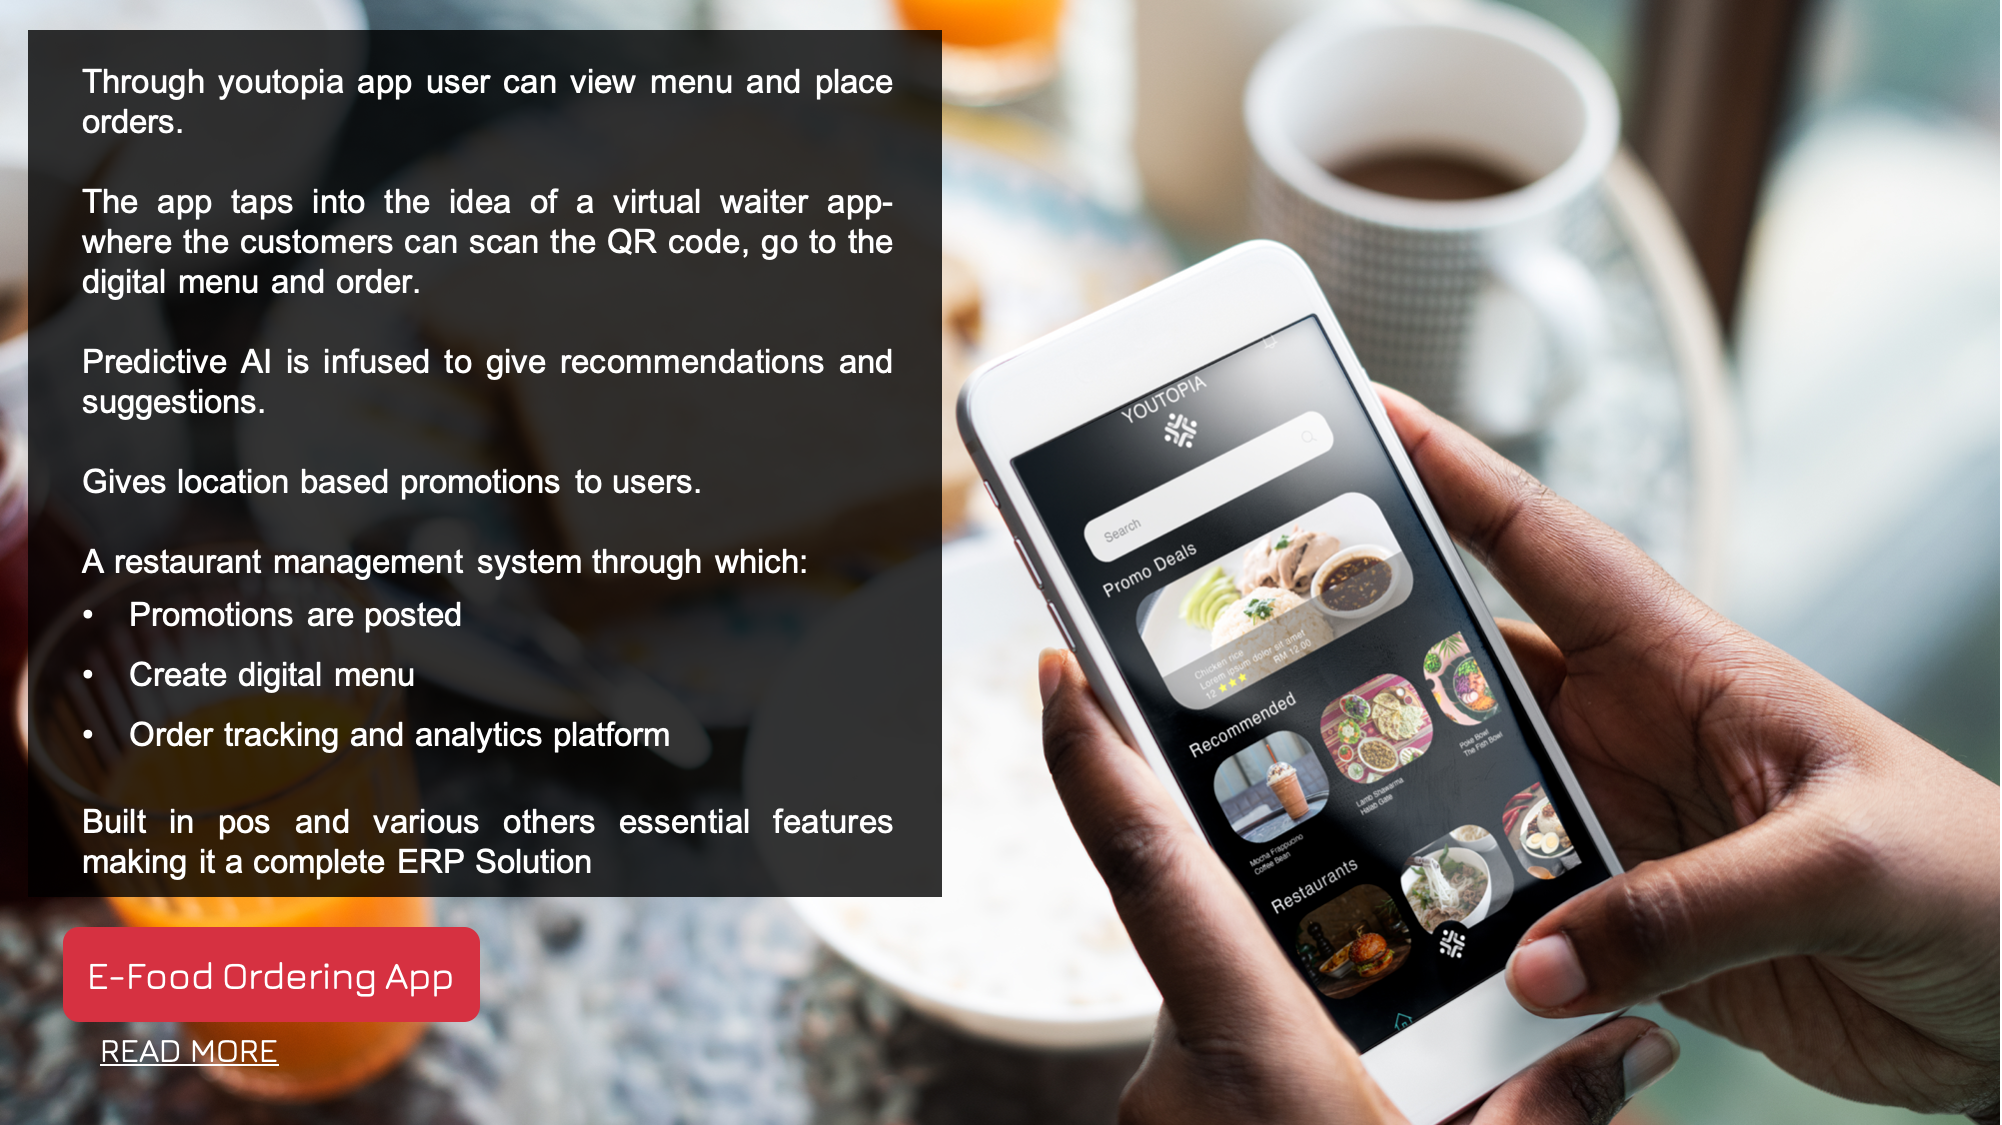 Through youtopia app user can view menu and place
orders.
The app taps into the idea of a virtual waiter app-
where the customers can scan the QR code, go to the
digital menu and order.
Predictive AI is infused to give recommendations and
suggestions.
Gives location based promotions to users.
A restaurant management system through which:
• Promotions are posted
• Create digital menu
• Order tracking and analytics platform
Built in pos and various others essential features
making it a complete ERP Solution
E-Food Ordering App
READ MORE
YOUTOPIA
Search
Promo Deals
Chicken rice
Lorem ipsum dolor sit amet
12 ★★★ RM 12.00
Recommended
Mocha Frappucino
Coffee Bean
Lamb Shawarma
Halab Gate
Poke Bowl
The Fish Bowl
Restaurants